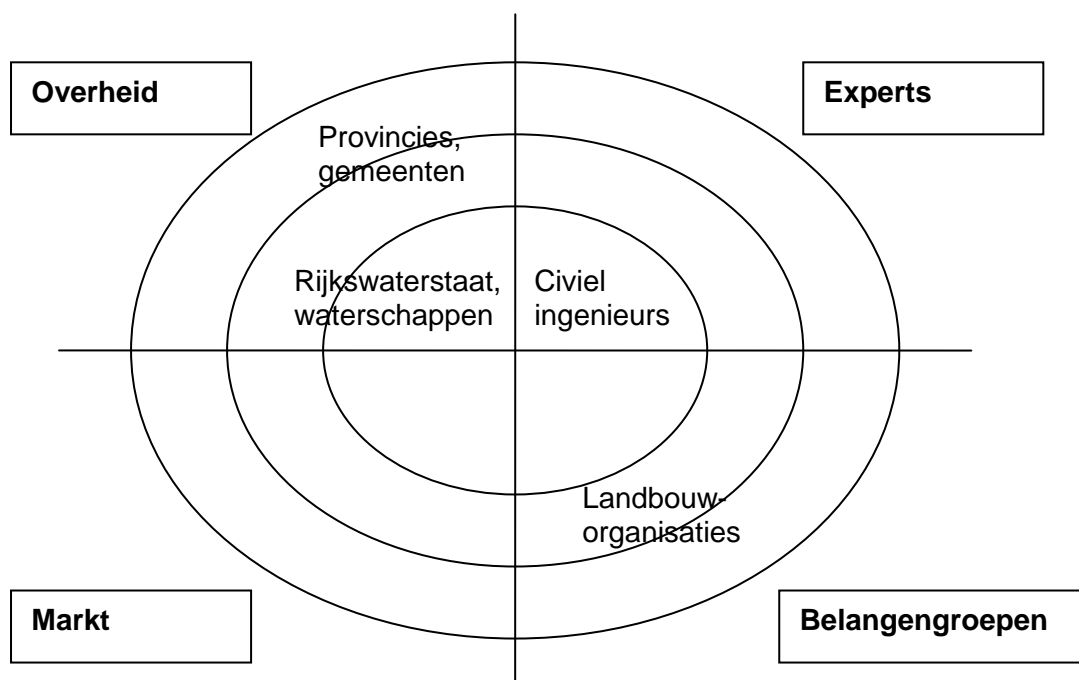 Overheid
Experts
Provincies,
gemeenten
Rijkswaterstaat,
waterschappen
Civiel
ingenieurs
Landbouw-
organisaties
Markt
Belangengroepen